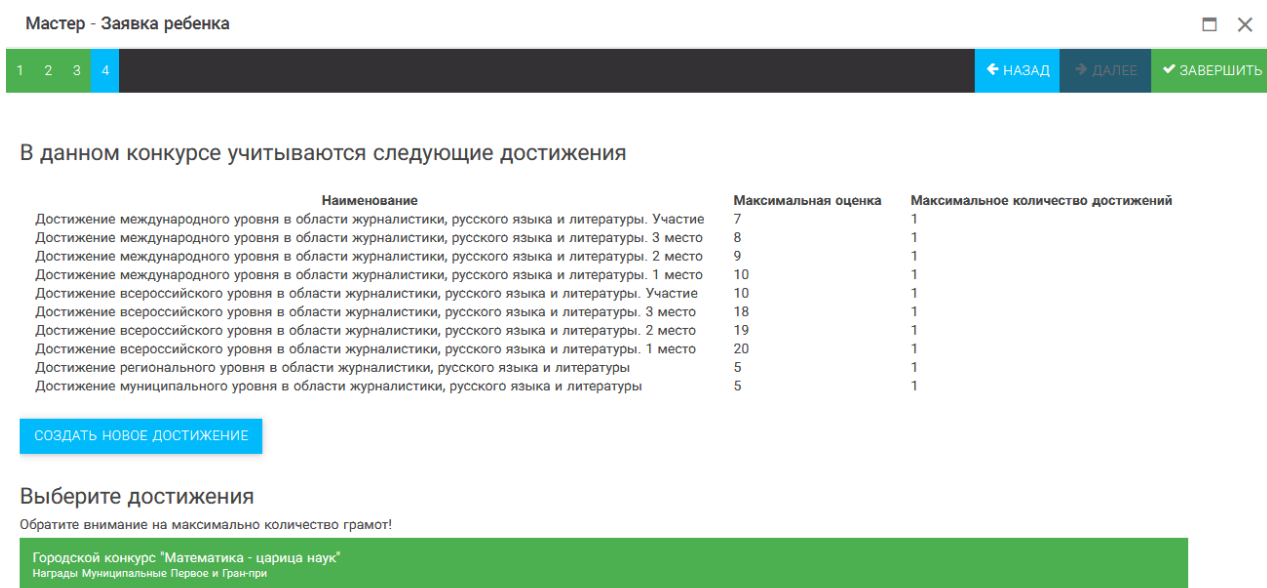 Мастер - Заявка ребенка
1 2 3 4 НАЗАД ДАЛЕЕ ЗАВЕРШИТЬ
В данном конкурсе учитываются следующие достижения
Наименование Максимальная оценка Максимальное количество достижений
Достижение международного уровня в области журналистики, русского языка и литературы. Участие 7 1
Достижение международного уровня в области журналистики, русского языка и литературы. 3 место 8 1
Достижение международного уровня в области журналистики, русского языка и литературы. 2 место 9 1
Достижение международного уровня в области журналистики, русского языка и литературы. 1 место 10 1
Достижение всероссийского уровня в области журналистики, русского языка и литературы. Участие 10 1
Достижение всероссийского уровня в области журналистики, русского языка и литературы. 3 место 18 1
Достижение всероссийского уровня в области журналистики, русского языка и литературы. 2 место 19 1
Достижение всероссийского уровня в области журналистики, русского языка и литературы. 1 место 20 1
Достижение регионального уровня в области журналистики, русского языка и литературы 5 1
Достижение муниципального уровня в области журналистики, русского языка и литературы 5 1
СОЗДАТЬ НОВОЕ ДОСТИЖЕНИЕ
Выберите достижения
Обратите внимание на максимально количество грамот!
Городской конкурс "Математика - царица наук"
Награды Муниципальные Первое и Гран-при